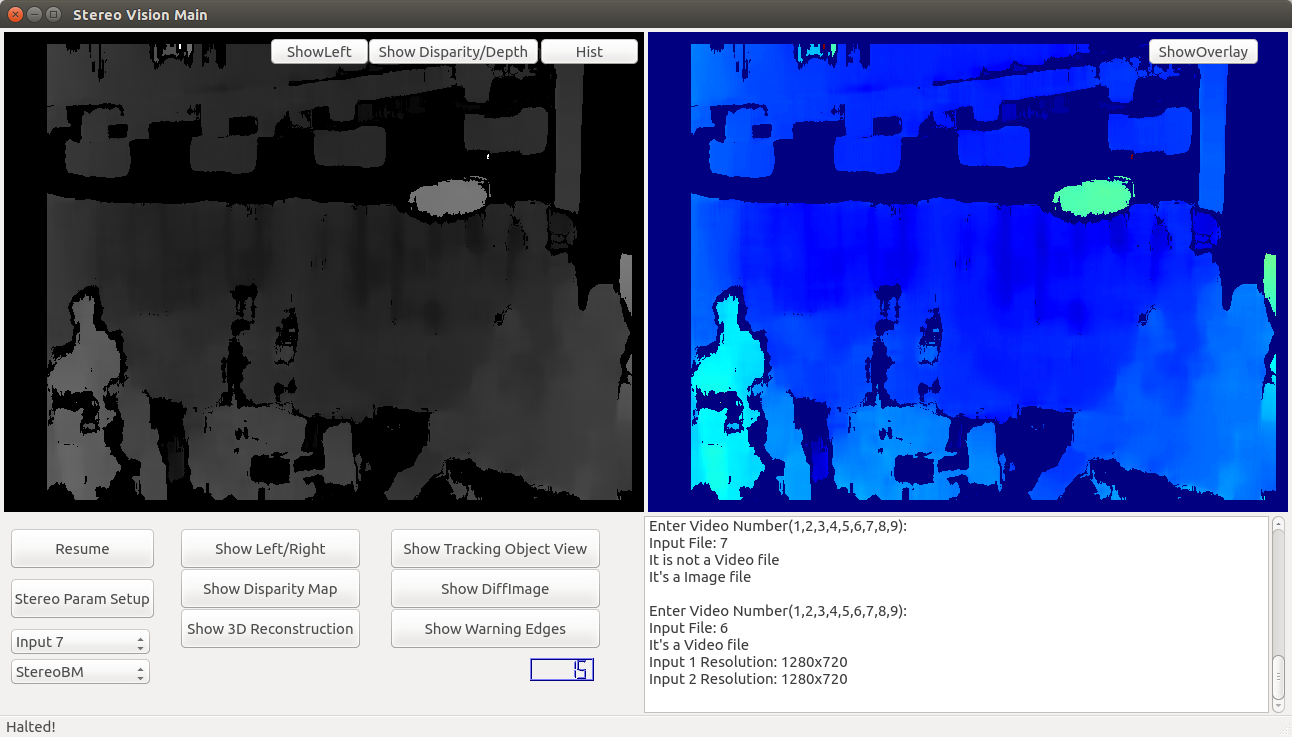 Stereo Vision Main
ShowLeft
Show Disparity/Depth
Hist
ShowOverlay
Resume
Show Left/Right
Show Tracking Object View
Stereo Param Setup
Show Disparity Map
Show DiffImage
Input 7
Show 3D Reconstruction
Show Warning Edges
StereoBM
15
Enter Video Number(1,2,3,4,5,6,7,8,9):
Input File: 7
It is not a Video file
It's a Image file
Enter Video Number(1,2,3,4,5,6,7,8,9):
Input File: 6
It's a Video file
Input 1 Resolution: 1280x720
Input 2 Resolution: 1280x720
Halted!